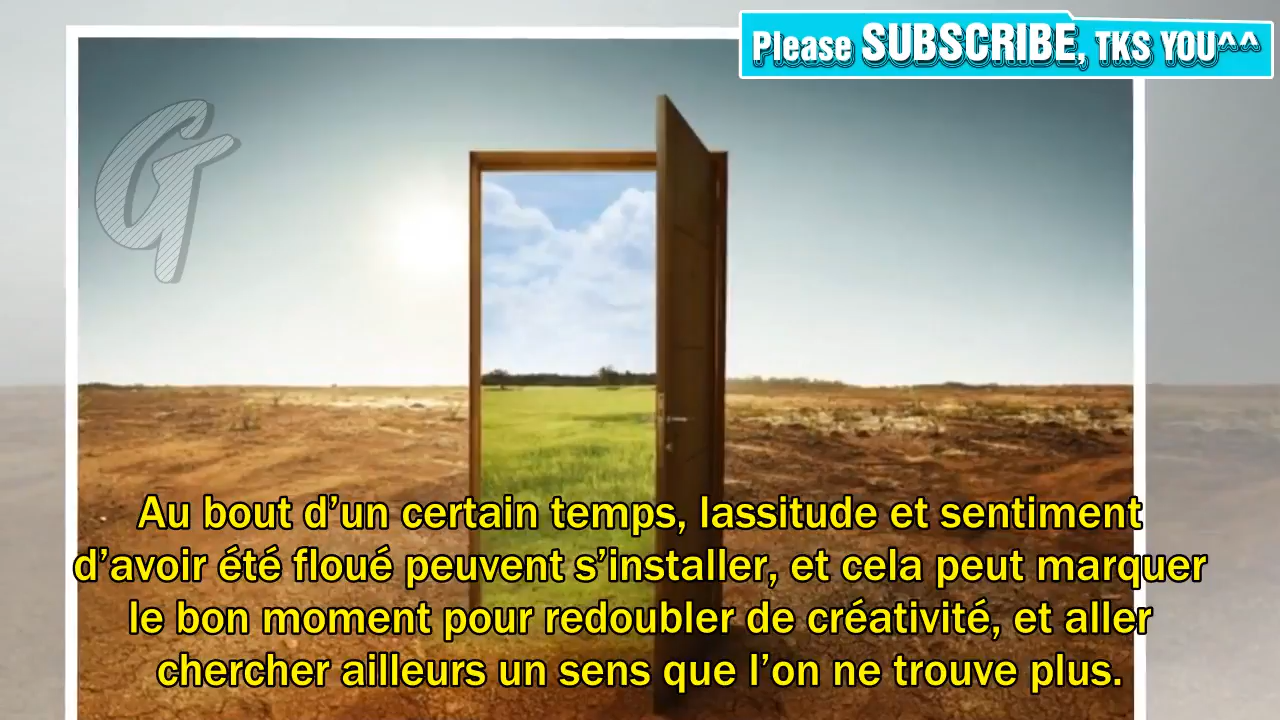 Please SUBSCRIBE, TKS YOU^^
G
Au bout d’un certain temps, lassitude et sentiment
d’avoir été floué peuvent s’installer, et cela peut marquer
le bon moment pour redoubler de créativité, et aller
chercher ailleurs un sens que l’on ne trouve plus.